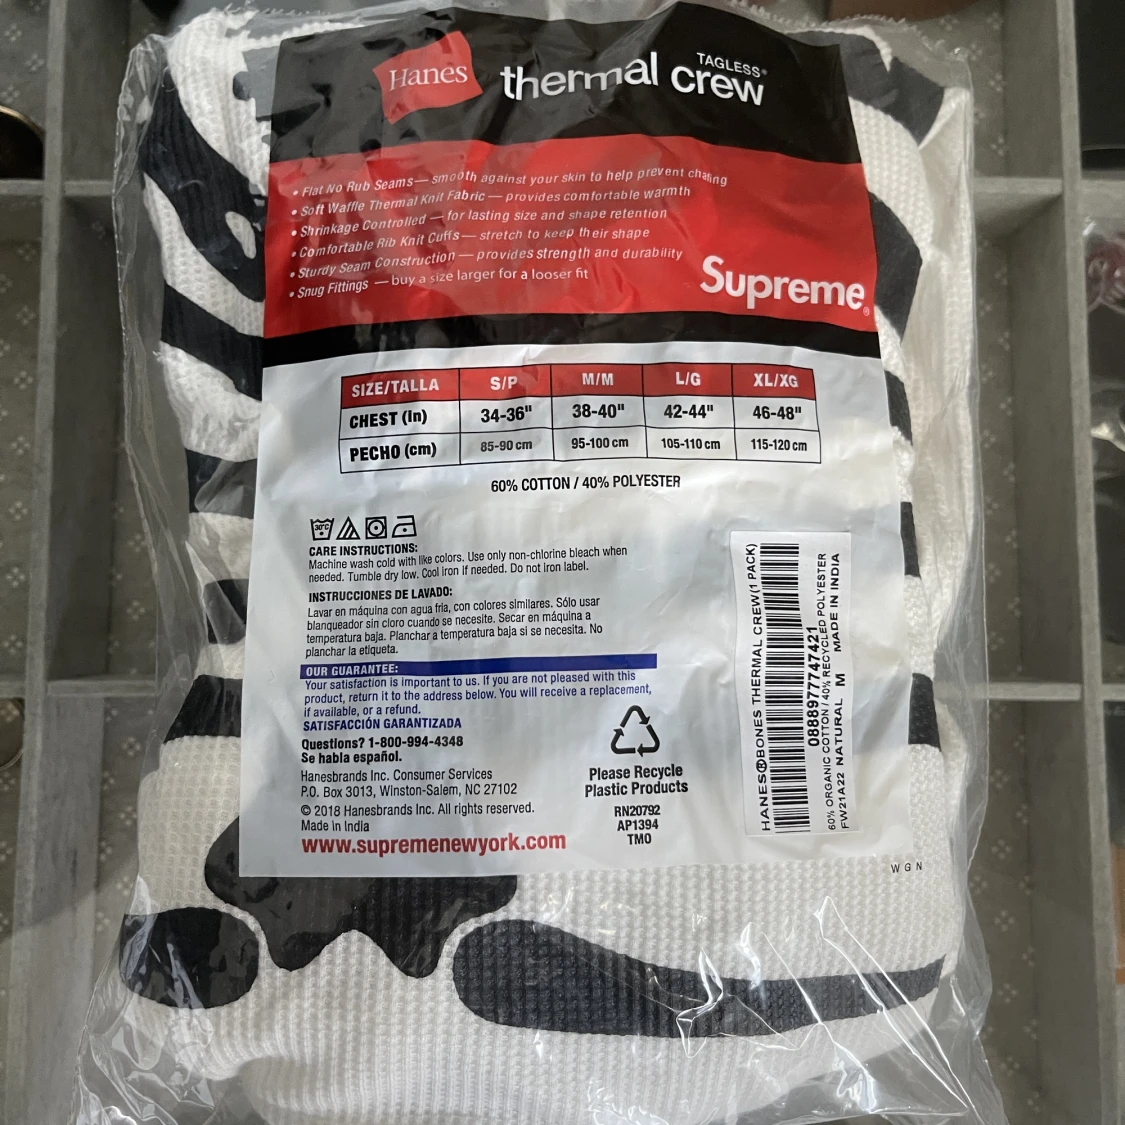 Hanes
TAGLESS®
thermal crew
• Flat No Rub Seams— smooth against your skin to help prevent chafing
• Soft Waffle Thermal Knit Fabric — provides comfortable warmth
• Shrinkage Controlled — for lasting size and shape retention
• Comfortable Rib Knit Cuffs— stretch to keep their shape
• Sturdy Seam Construction — provides strength and durability
• Snug Fittings — buy a size larger for a looser fit
Supreme®
SIZE/TALLA S/P M/M L/G XL/XG
CHEST (in) 34-36" 38-40" 42-44" 46-48"
PECHO (cm) 85-90 cm 95-100 cm 105-110 cm 115-120 cm
60% COTTON / 40% POLYESTER
30°C
CARE INSTRUCTIONS:
Machine wash cold with like colors. Use only non-chlorine bleach when
needed. Tumble dry low. Cool iron if needed. Do not iron label.
INSTRUCCIONES DE LAVADO:
Lavar en máquina con agua fria, con colores similares. Sólo usar
blanqueador sin cloro cuando se necesite. Secar en máquina a
temperatura baja. Planchar a temperatura baja si se necesita. No
planchar la etiqueta.
OUR GUARANTEE:
Your satisfaction is important to us. If you are not pleased with this
product, return it to the address below. You will receive a replacement,
if available, or a refund.
SATISFACCIÓN GARANTIZADA
Questions? 1-800-994-4348
Se habla español.
Hanesbrands Inc. Consumer Services
P.O. Box 3013, Winston-Salem, NC 27102
© 2018 Hanesbrands Inc. All rights reserved.
Made in India
www.supremenewyork.com
Please Recycle
Plastic Products
RN20792
AP1394
TMO
HANES®BONES THERMAL CREW(1 PACK)
0888977747421
60% ORGANIC COTTON / 40% RECYCLED POLYESTER
FW21A22 NATURAL M MADE IN INDIA
W G N